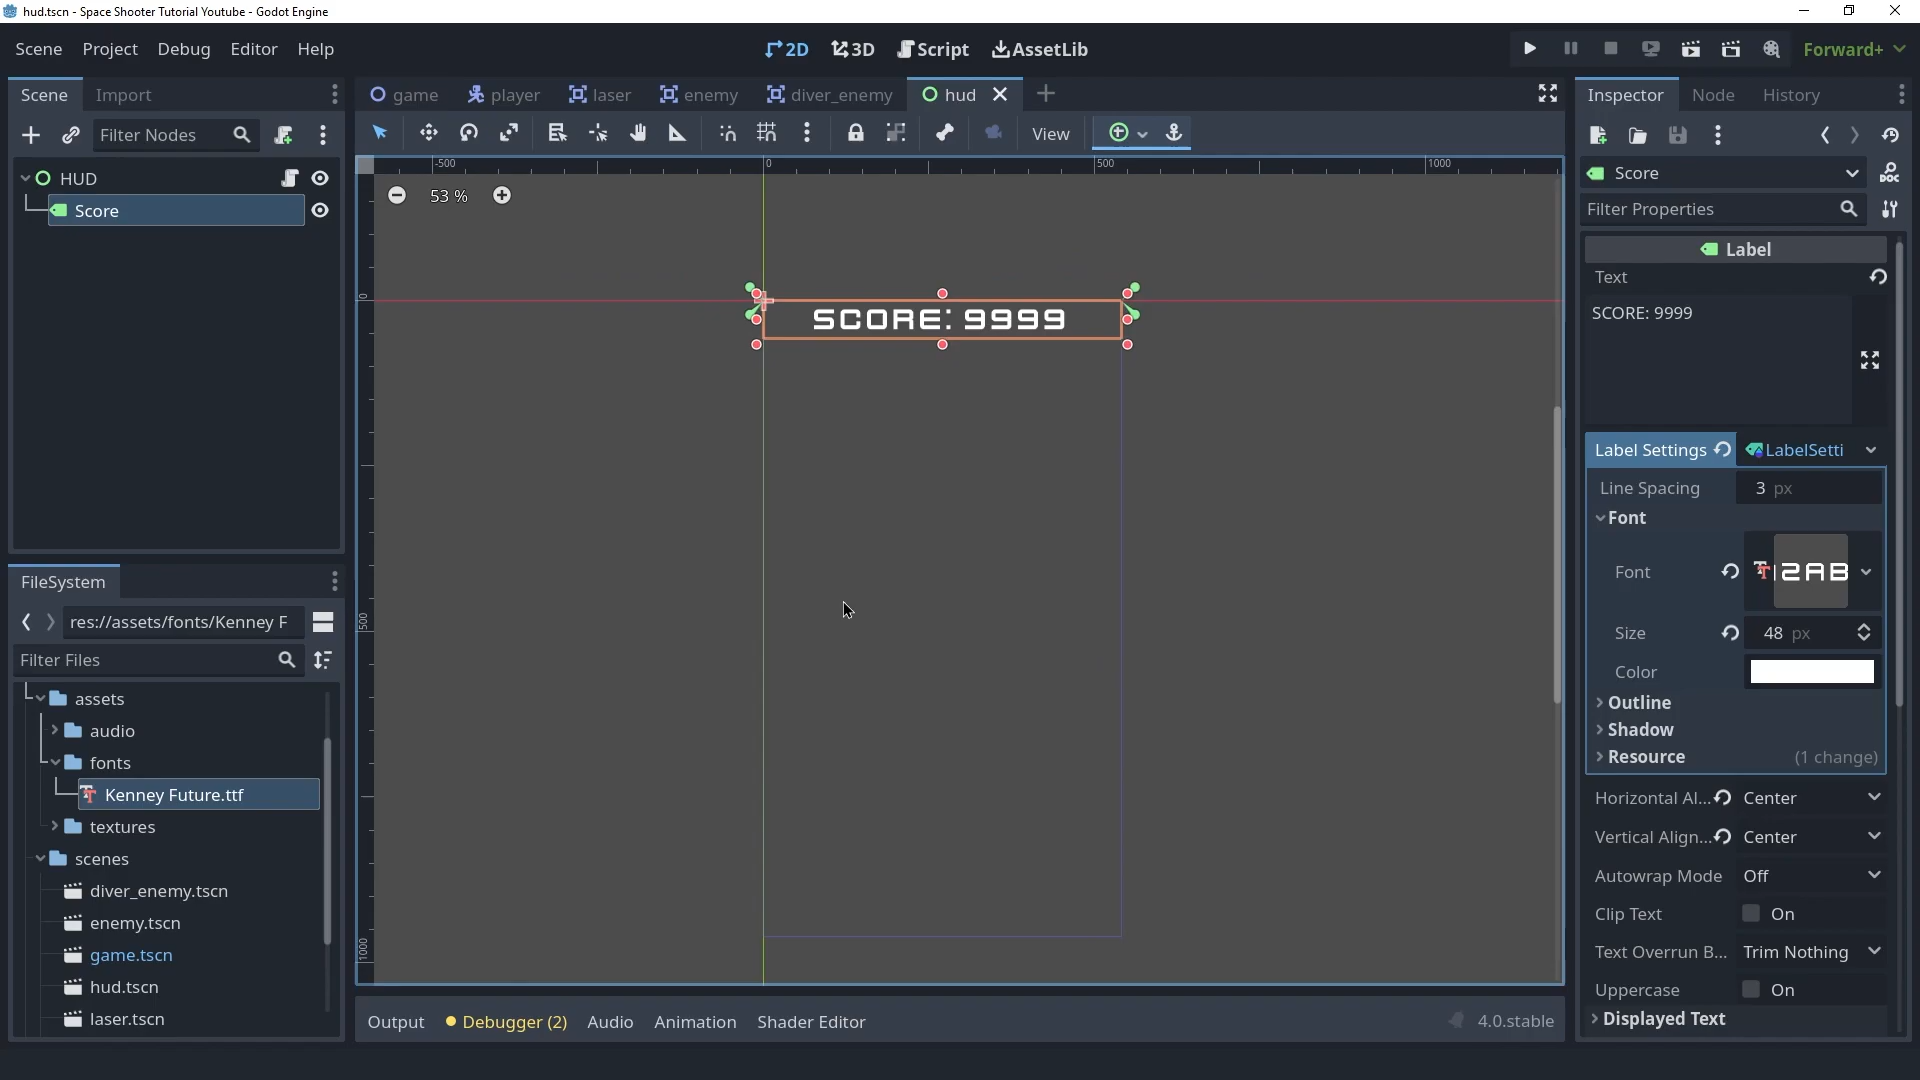 hud.tscn - Space Shooter Tutorial Youtube - Godot Engine
Scene Project Debug Editor Help
2D 3D Script AssetLib
Forward+
Scene Import
Filter Nodes
HUD
Score
FileSystem
res://assets/fonts/Kenney F
Filter Files
assets
audio
fonts
Kenney Future.ttf
textures
scenes
diver_enemy.tscn
enemy.tscn
game.tscn
hud.tscn
laser.tscn
game player laser enemy diver_enemy hud
View
-500 0 500 1000
53 %
0
500
1000
SCORE: 9999
Output Debugger (2) Audio Animation Shader Editor
4.0.stable
Inspector Node History
Score
DOC
Filter Properties
Label
Text
SCORE: 9999
Label Settings LabelSetti
Line Spacing 3 px
Font
Font 12AB
Size 48 px
Color
Outline
Shadow
Resource (1 change)
Horizontal Al... Center
Vertical Align... Center
Autowrap Mode Off
Clip Text On
Text Overrun B... Trim Nothing
Uppercase On
Displayed Text